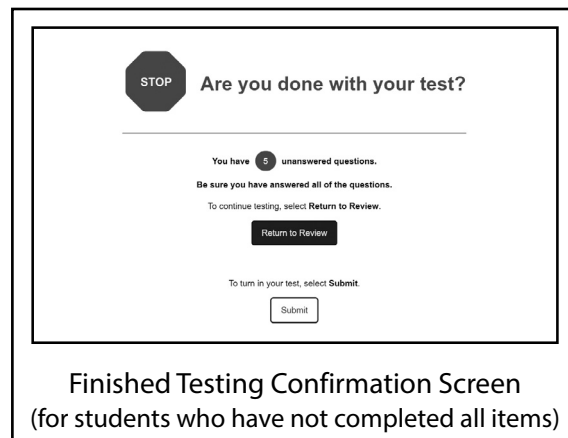 STOP
Are you done with your test?
You have 5 unanswered questions.
Be sure you have answered all of the questions.
To continue testing, select Return to Review.
Return to Review
To turn in your test, select Submit.
Submit
Finished Testing Confirmation Screen
(for students who have not completed all items)